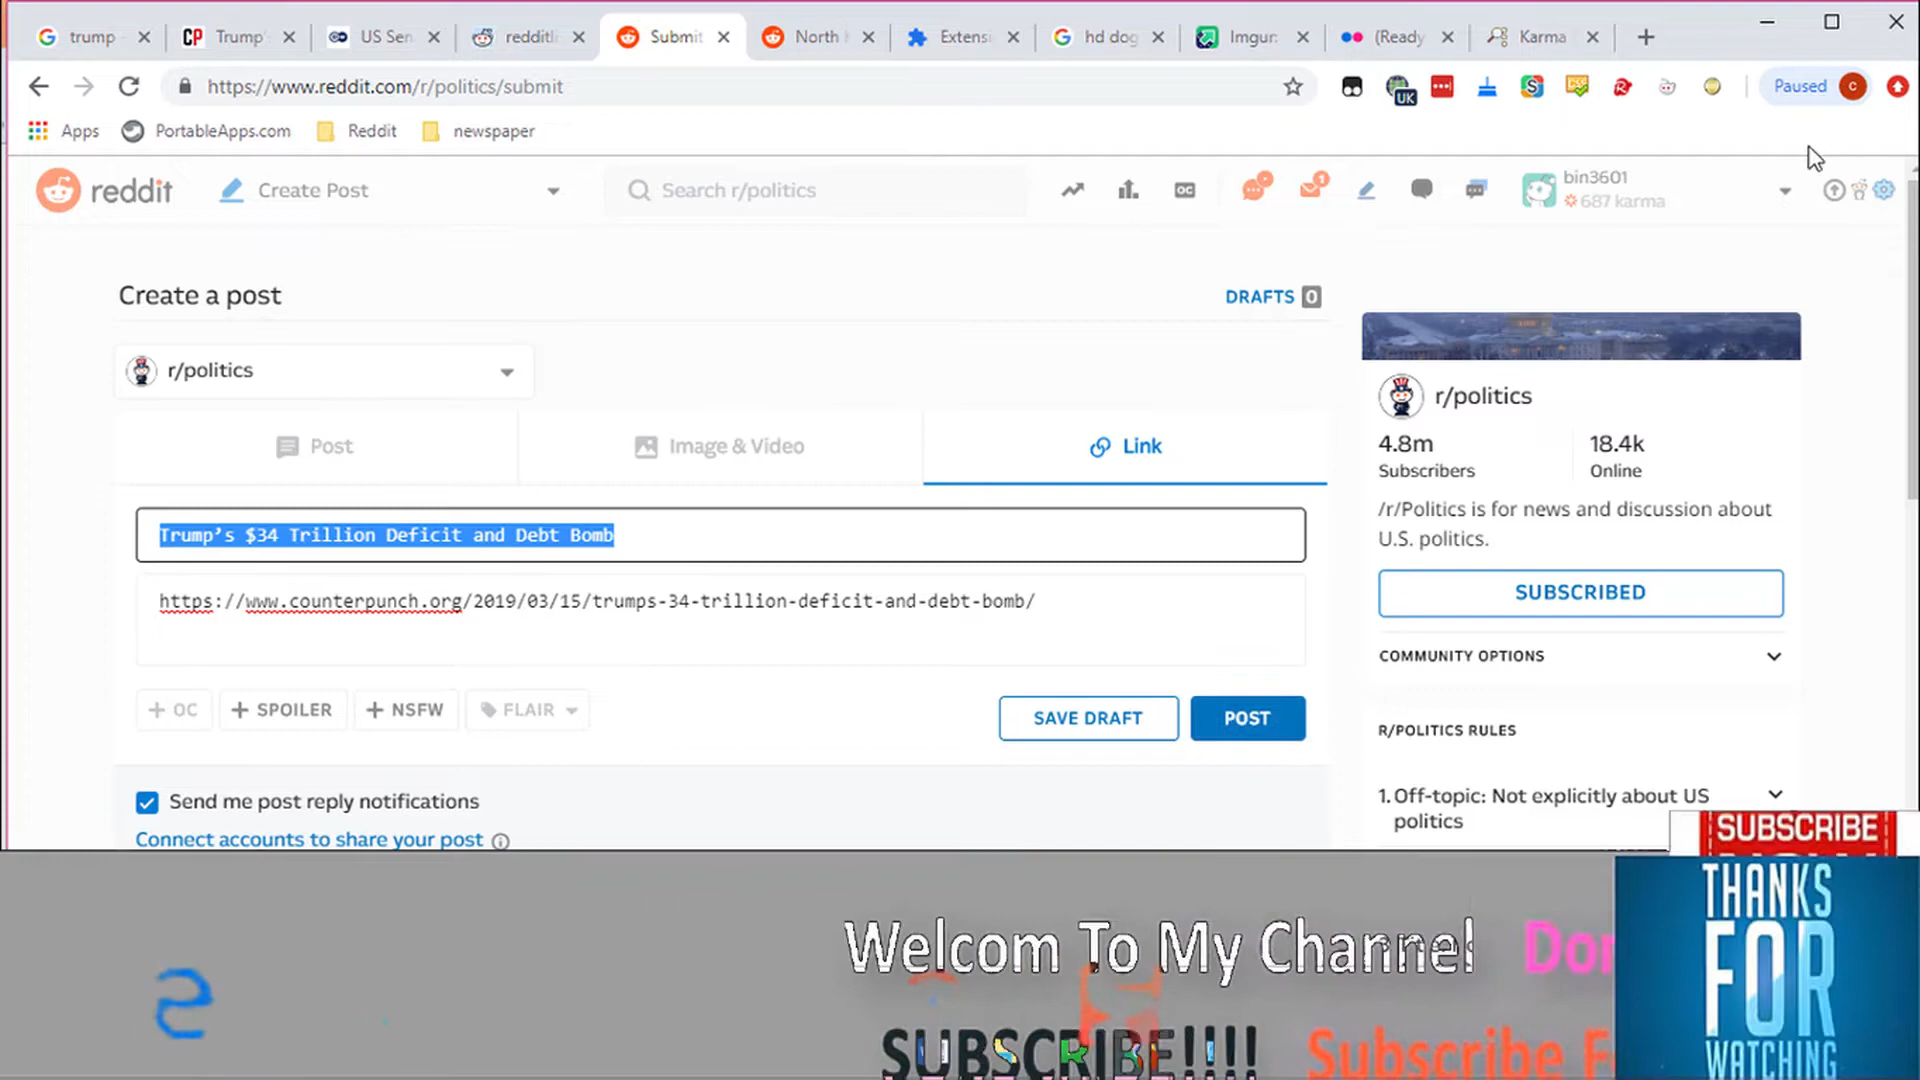 trump
Trump'
US Sen
redditli
Submit
North
Extens
hd dog
Imgur:
(Ready
Karma
https://www.reddit.com/r/politics/submit
UK
Paused
C
Apps
PortableApps.com
Reddit
newspaper
reddit
Create Post
Search r/politics
OC
1
bin3601
687 karma
Create a post
DRAFTS 0
r/politics
Post
Image & Video
Link
Trump's $34 Trillion Deficit and Debt Bomb
https://www.counterpunch.org/2019/03/15/trumps-34-trillion-deficit-and-debt-bomb/
+ OC
+ SPOILER
+ NSFW
FLAIR
SAVE DRAFT
POST
Send me post reply notifications
Connect accounts to share your post
r/politics
4.8m
Subscribers
18.4k
Online
/r/Politics is for news and discussion about
U.S. politics.
SUBSCRIBED
COMMUNITY OPTIONS
R/POLITICS RULES
1. Off-topic: Not explicitly about US
politics
SUBSCRIBE
THANKS
FOR
WATCHING
Welcom To My Channel
SUBSCRIBE!!!!
Subscribe F